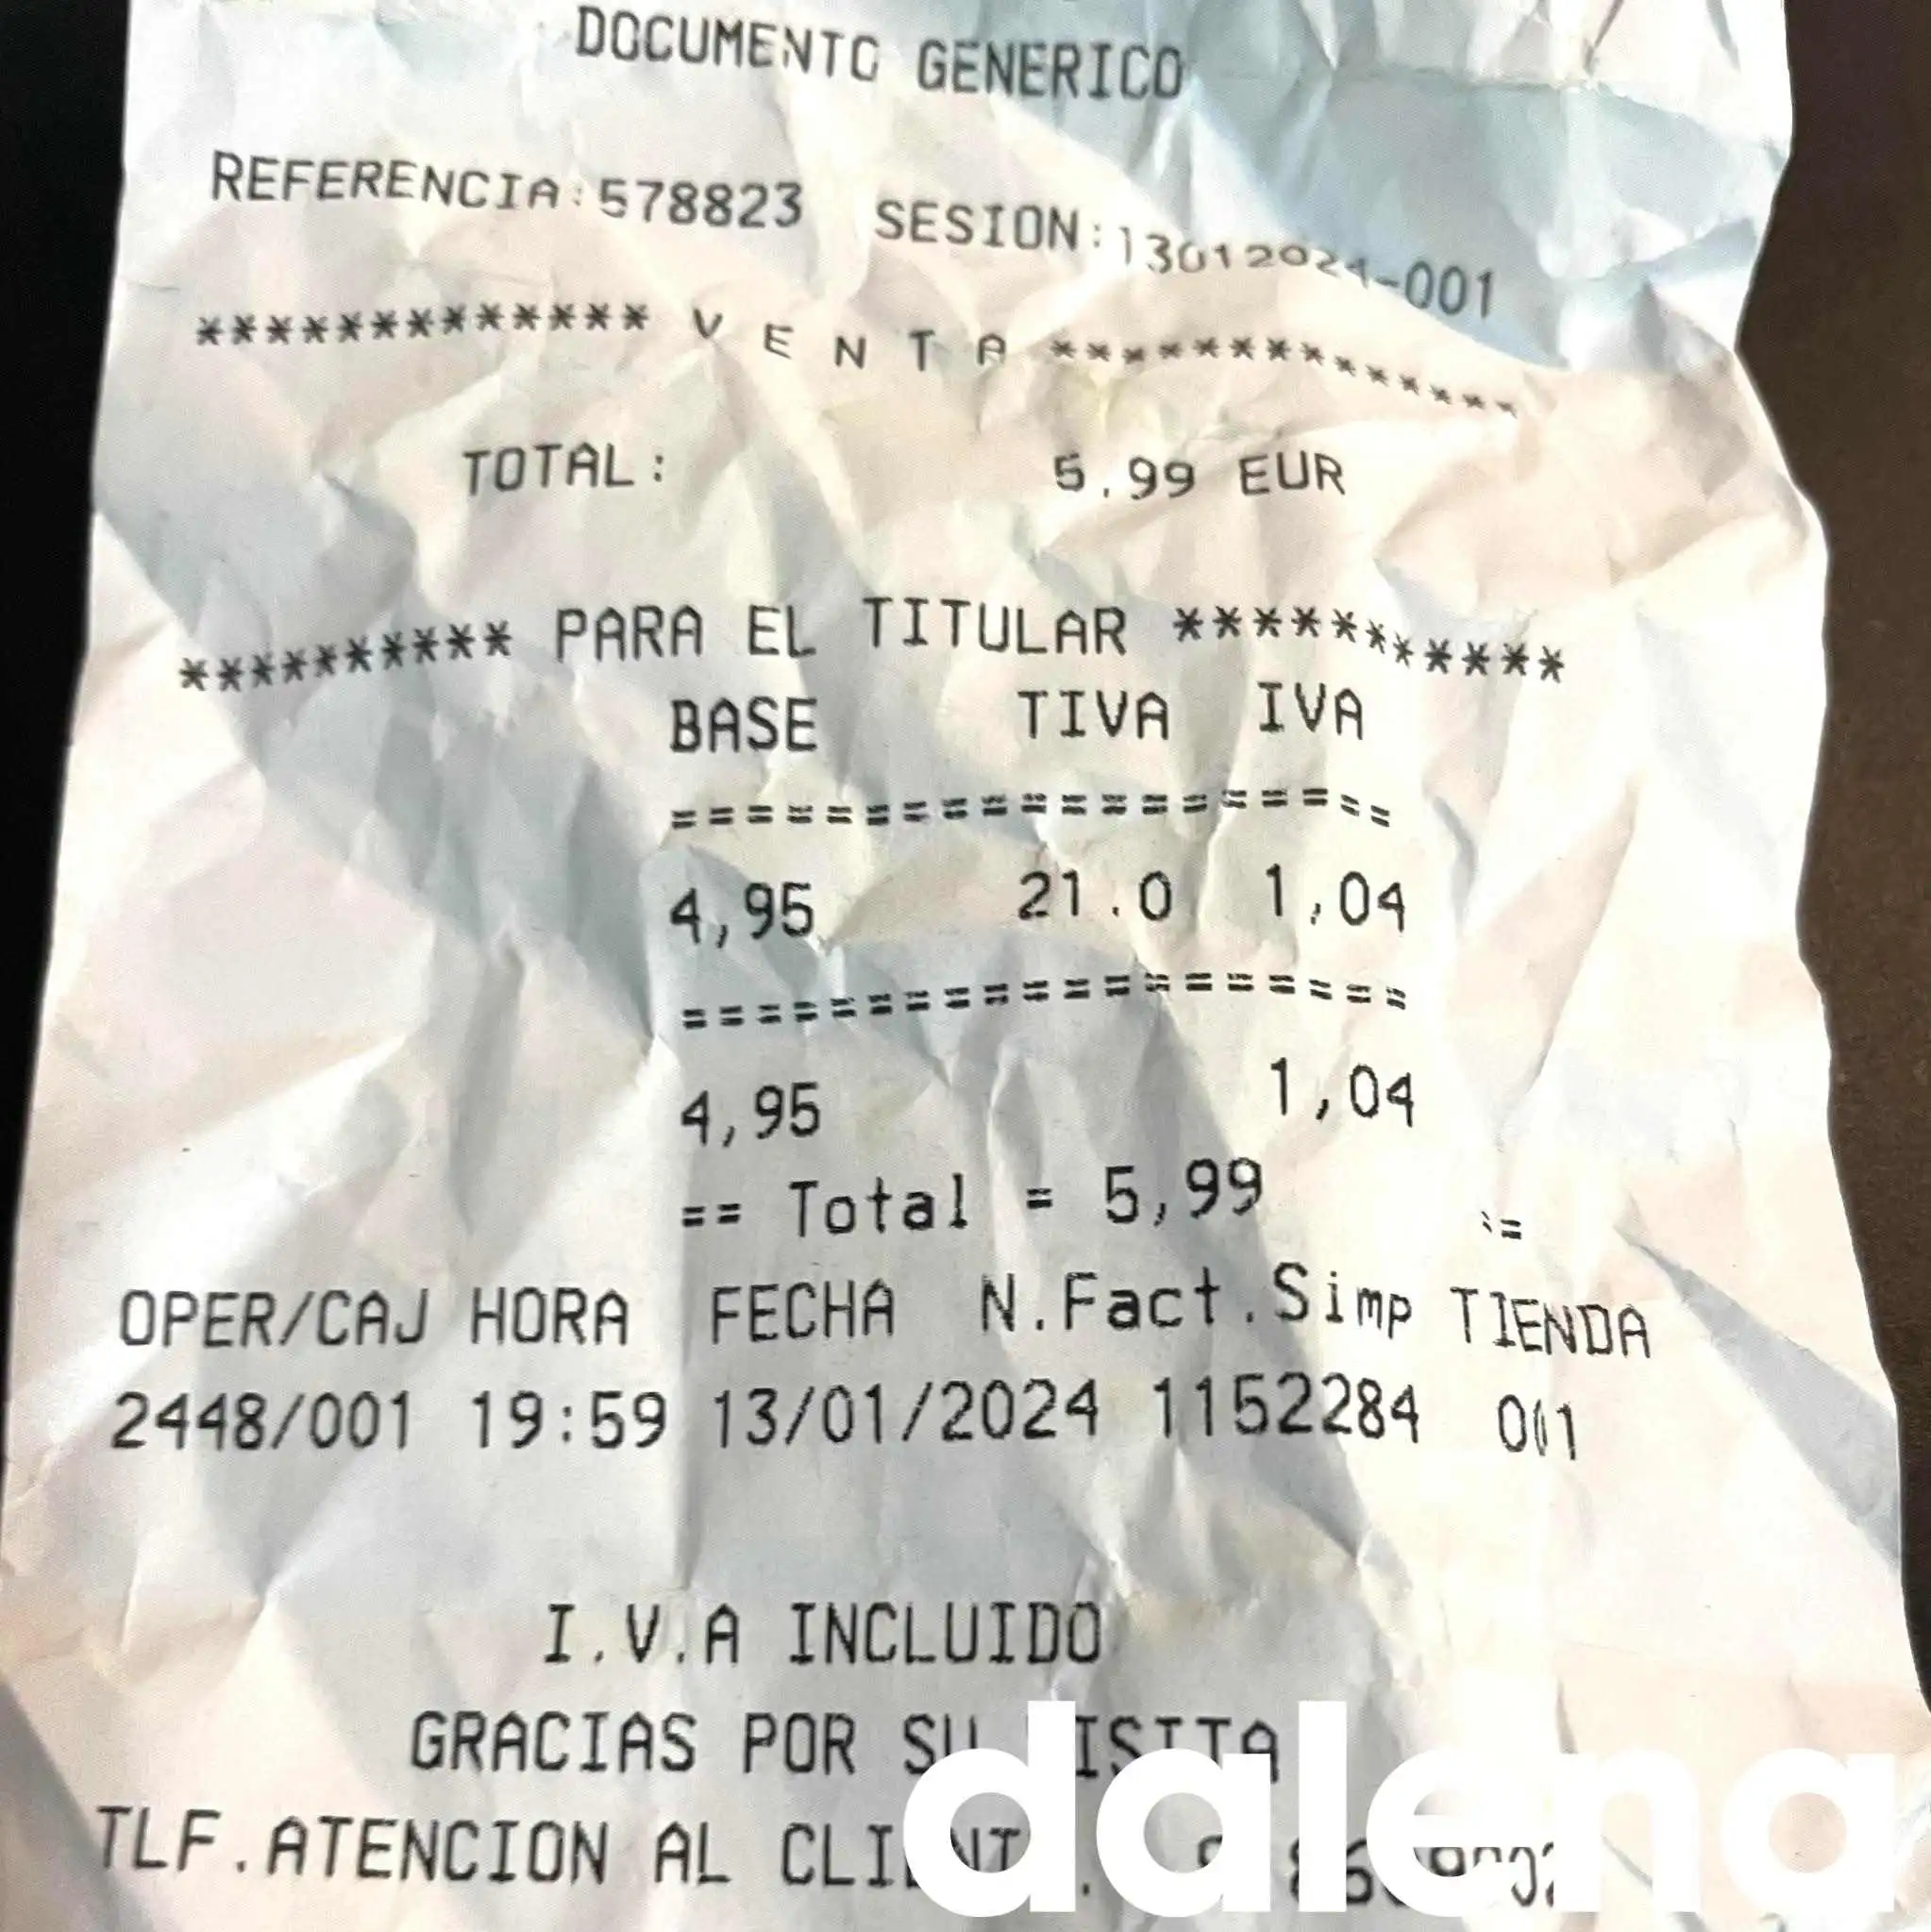 DOCUMENTO GENERICO
REFERENCIA:578823 SESION:13012024-001
************* V E N T A **************
TOTAL: 5,99 EUR
********** PARA EL TITULAR ***********
BASE TIVA IVA
===================
4,95 21.0 1,04
===================
4,95 1,04
== Total = 5,99 :=
OPER/CAJ HORA FECHA N.Fact.Simp TIENDA
2448/001 19:59 13/01/2024 1152284 001
I.V.A INCLUIDO
GRACIAS POR SU
TLF.ATENCION AL
dalena